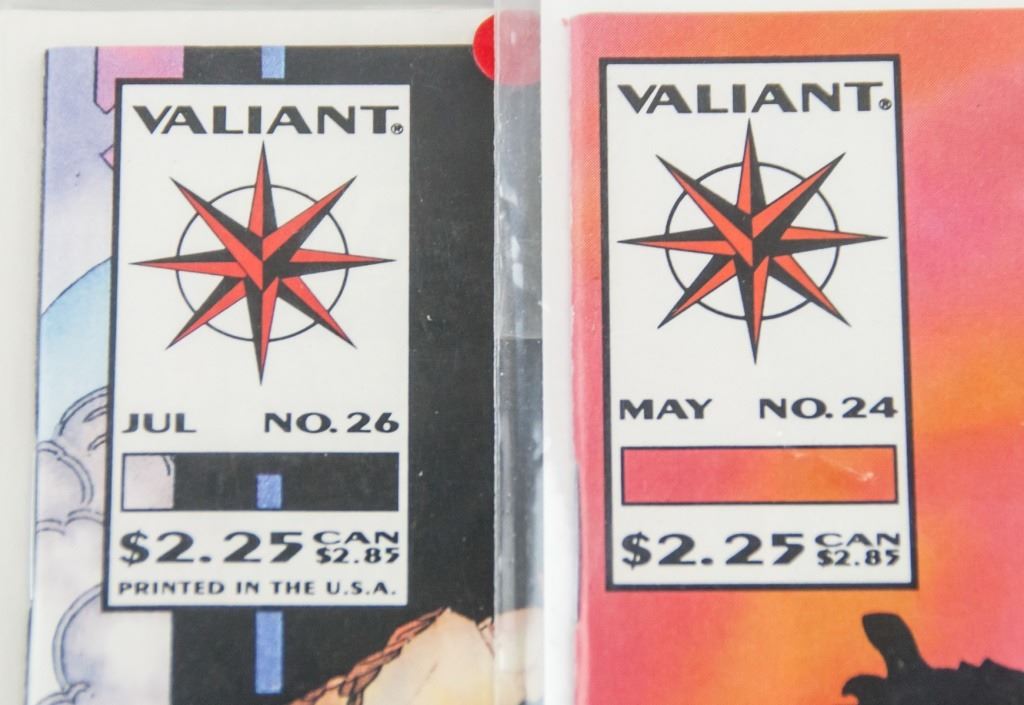 VALIANT®
JUL NO. 26
$2.25 CAN $2.85
PRINTED IN THE U.S.A.
VALIANT®
MAY NO. 24
$2.25 CAN $2.85